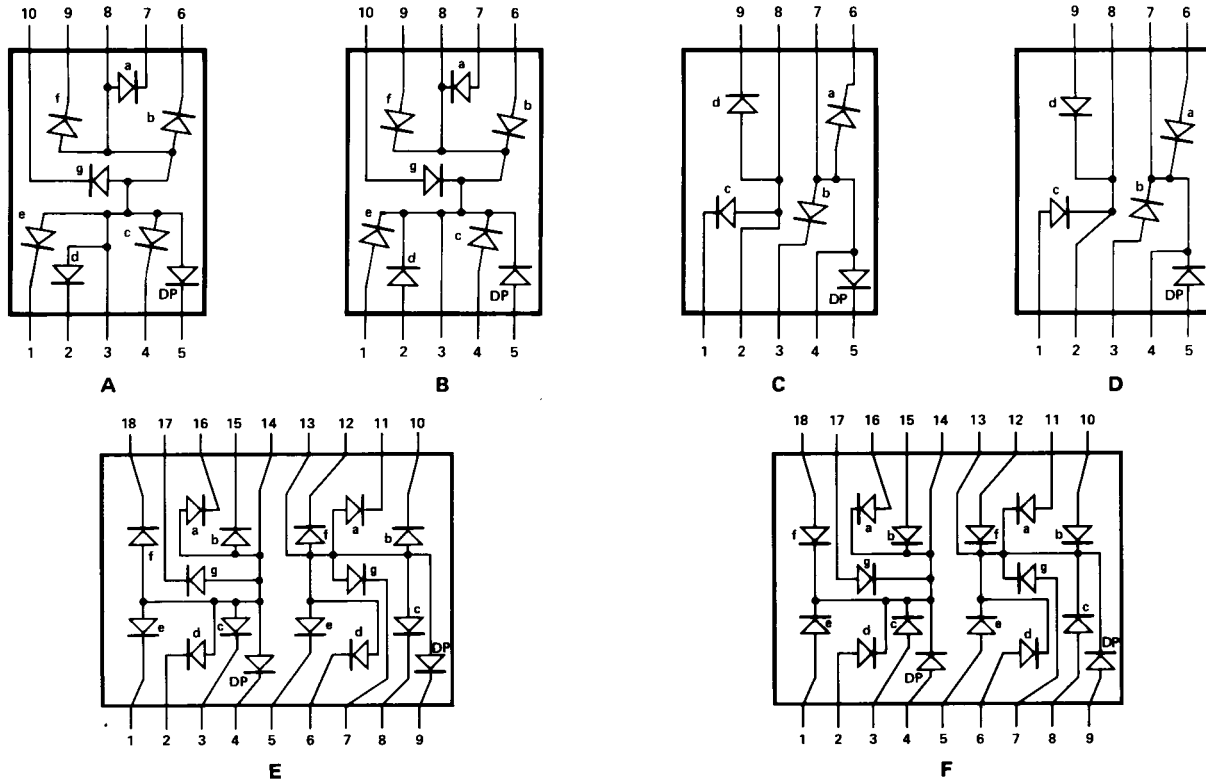 10 9 8 7 6 10 9 8 7 6 9 8 7 6 9 8 7 6
a a
f b f b d a d a
g g c b c b
e c e c
d d
DP DP DP DP
1 2 3 4 5 1 2 3 4 5 1 2 3 4 5 1 2 3 4 5
A B C D
18 17 16 15 14 13 12 11 10 18 17 16 15 14 13 12 11 10
a b f a b a b f a b
f g g f g g
e d c e d c e d c e d c
DP DP DP DP
1 2 3 4 5 6 7 8 9 1 2 3 4 5 6 7 8 9
E F